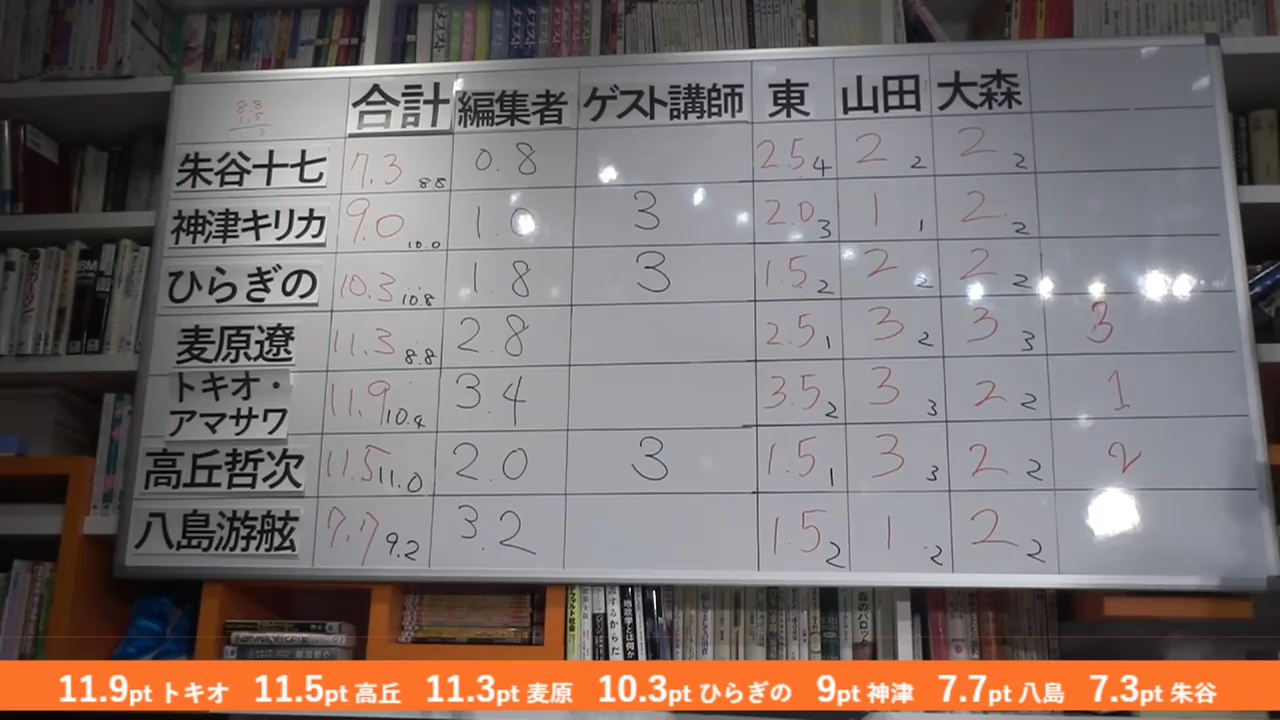 合計 編集者 ゲスト講師 東 山田 大森
朱谷十七 7.3 8.8 0.8 2.5 4 2 2 2 2
神津キリカ 9.0 10.0 1.0 3 2.0 3 1 1 2 2
ひらぎの 10.3 10.8 1.8 3 1.5 2 2 2 2 2
麦原遼 11.3 8.8 2.8 2.5 1 3 2 3 3 3
トキオ・
アマサワ 11.9 10.4 3.4 3.5 2 3 3 2 2 1
高丘哲次 11.5 11.0 2.0 3 1.5 1 3 3 2 2 2
八島游舷 7.7 9.2 3.2 1.5 2 1 2 2 2
11.9pt トキオ 11.5pt 高丘 11.3pt 麦原 10.3pt ひらぎの 9pt 神津 7.7pt 八島 7.3pt 朱谷